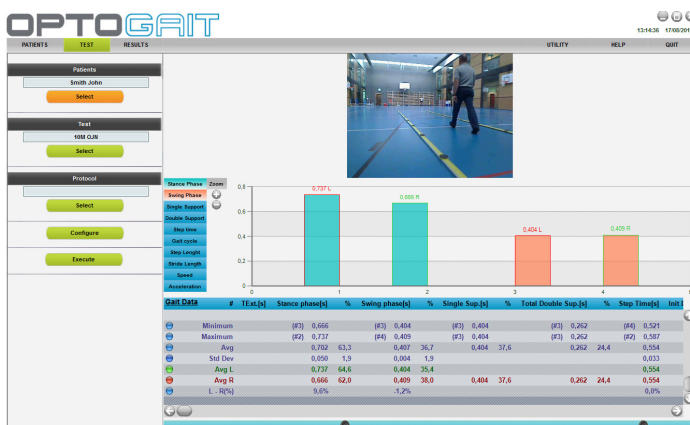 OPTOGAIT
13:14:36 17/08/201
PATIENTS TEST RESULTS UTILITY HELP QUIT
Patients
Smith John
Select
Test
10M OJN
Select
Protocol
Select
Configure
Execute
Stance Phase Zoom
Swing Phase
Single Support
Double Support
Step time
Gait cycle
Step Lenght
Stride Length
Speed
Acceleration
0,8
0,6
0,4
0,2
0
0,737 L
0,666 R
0,404 L
0,409 R
0 1 2 3 4
Gait Data # TExt.[s] Stance phase[s] % Swing phase[s] % Single Sup.[s] % Total Double Sup.[s] % Step Time[s] Init
Minimum (#3) 0,666 (#3) 0,404 (#3) 0,404 (#3) 0,262 (#4) 0,521
Maximum (#2) 0,737 (#4) 0,409 (#3) 0,404 (#3) 0,262 (#2) 0,587
Avg 0,702 63,3 0,407 36,7 0,404 37,6 0,262 24,4 0,554
Std Dev 0,050 1,9 0,004 1,9 0,033
Avg L 0,737 64,6 0,404 35,4 0,554
Avg R 0,666 62,0 0,409 38,0 0,404 37,6 0,262 24,4 0,554
L - R(%) 9,6% -1,2% 0,0%